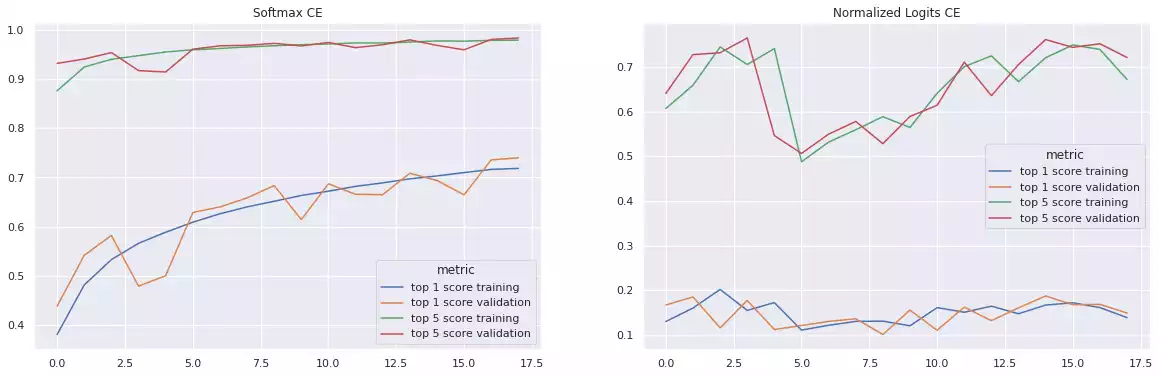 Softmax CE
1.0
0.9
0.8
0.7
0.6
0.5
0.4
0.0 2.5 5.0 7.5 10.0 12.5 15.0 17.5
metric
top 1 score training
top 1 score validation
top 5 score training
top 5 score validation
Normalized Logits CE
0.7
0.6
0.5
0.4
0.3
0.2
0.1
0.0 2.5 5.0 7.5 10.0 12.5 15.0 17.5
metric
top 1 score training
top 1 score validation
top 5 score training
top 5 score validation